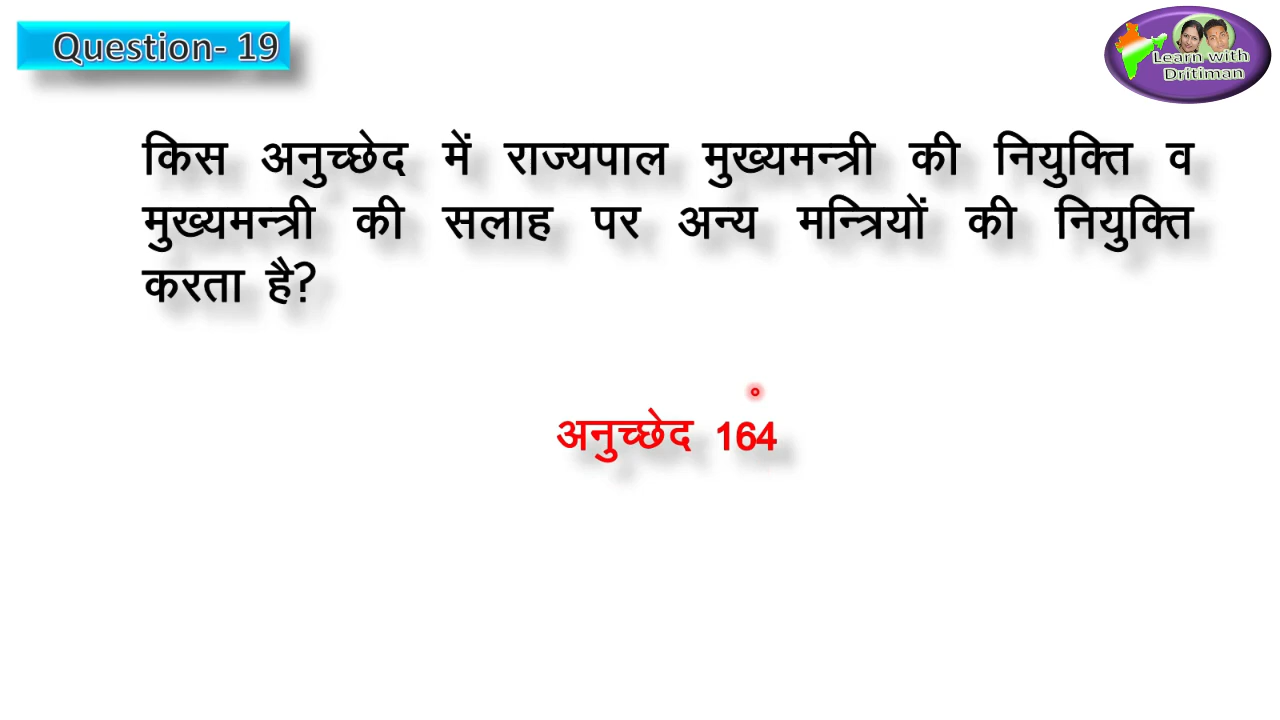 Question- 19
Learn with
Dritiman
किस अनुच्छेद में राज्यपाल मुख्यमन्त्री की नियुक्ति व
मुख्यमन्त्री की सलाह पर अन्य मन्त्रियों की नियुक्ति
करता है?
अनुच्छेद 164